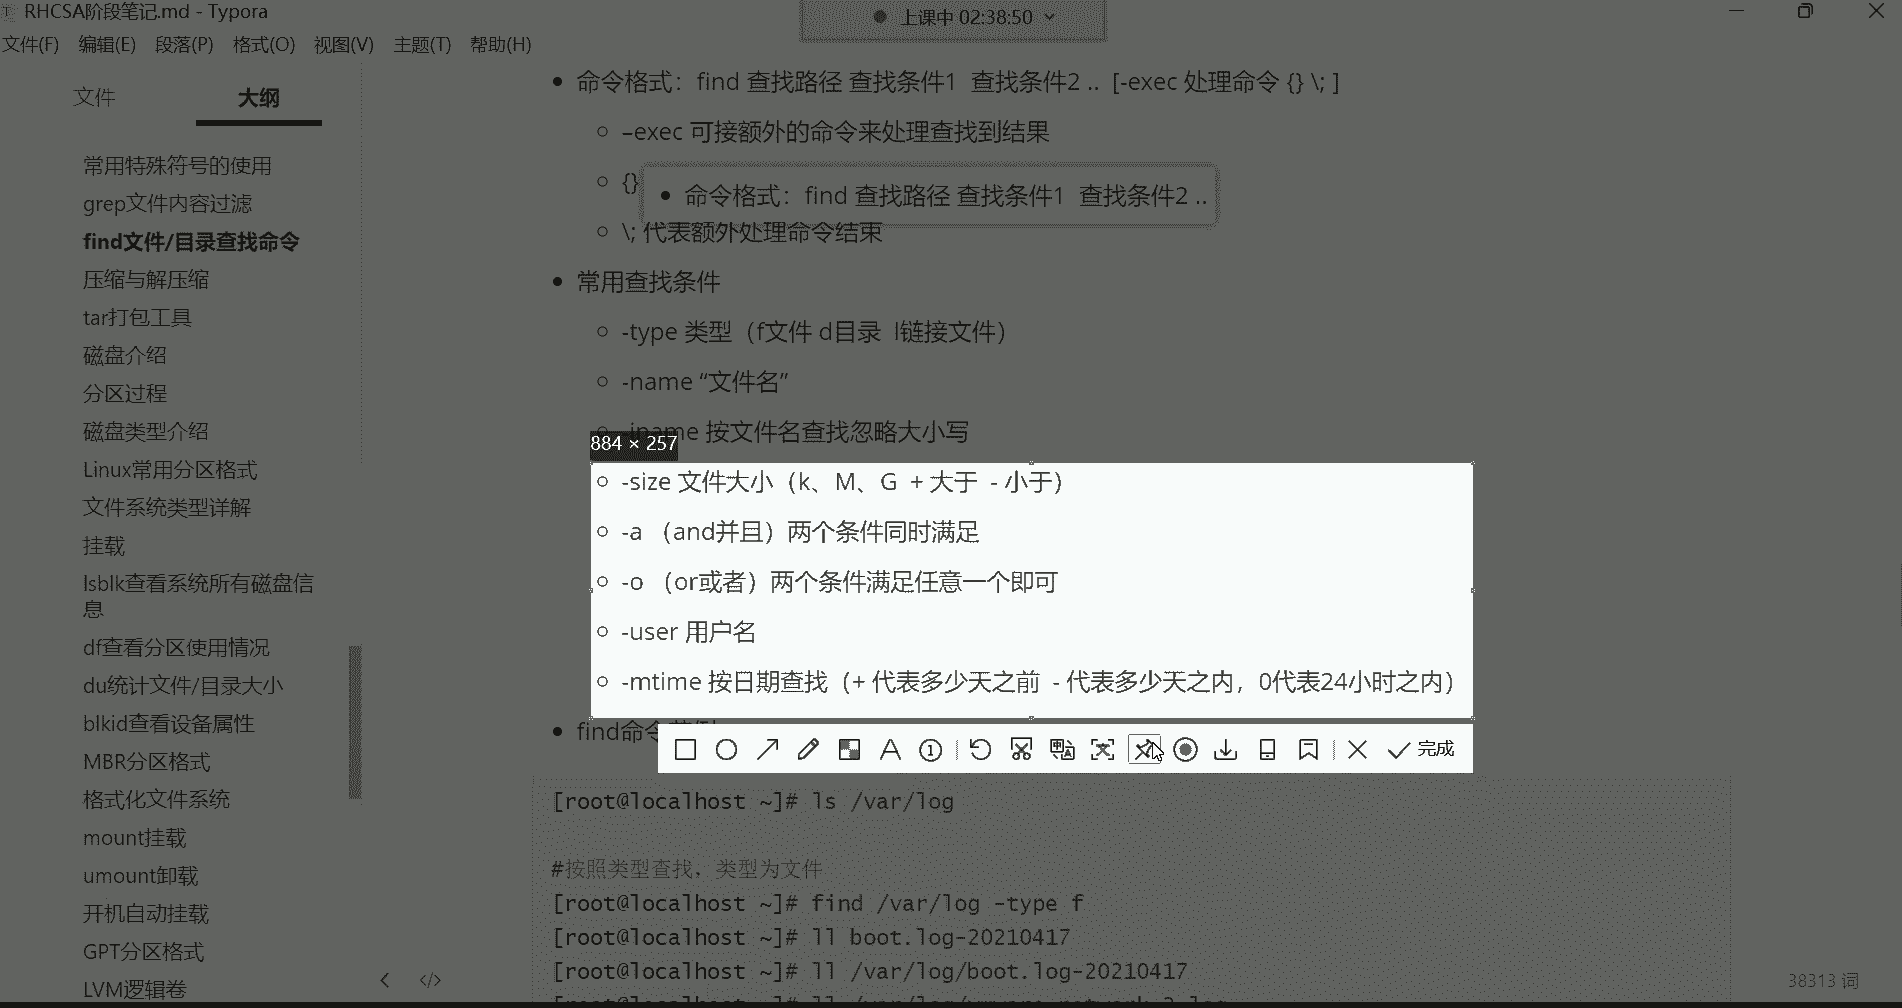 RHCSA阶段笔记.md - Typora
上课中 02:38:50
文件(F) 编辑(E) 段落(P) 格式(O) 视图(V) 主题(T) 帮助(H)
文件 大纲
常用特殊符号的使用
grep文件内容过滤
find文件/目录查找命令
压缩与解压缩
tar打包工具
磁盘介绍
分区过程
磁盘类型介绍
Linux常用分区格式
文件系统类型详解
挂载
lsblk查看系统所有磁盘信
息
df查看分区使用情况
du统计文件/目录大小
blkid查看设备属性
MBR分区格式
格式化文件系统
mount挂载
umount卸载
开机自动挂载
GPT分区格式
LVM逻辑卷
命令格式：find 查找路径 查找条件1 查找条件2 .. [-exec 处理命令 {} \; ]
–exec 可接额外的命令来处理查找到结果
{}
命令格式：find 查找路径 查找条件1 查找条件2 ..
\; 代表额外处理命令结束
常用查找条件
-type 类型（f文件 d目录 l链接文件）
-name “文件名”
-iname 按文件名查找忽略大小写
884 × 257
-size 文件大小（k、M、G + 大于 - 小于）
-a （and并且）两个条件同时满足
-o （or或者）两个条件满足任意一个即可
-user 用户名
-mtime 按日期查找（+ 代表多少天之前 - 代表多少天之内，0代表24小时之内）
find命令
完成
[root@localhost ~]# ls /var/log
#按照类型查找，类型为文件
[root@localhost ~]# find /var/log -type f
[root@localhost ~]# ll boot.log-20210417
[root@localhost ~]# ll /var/log/boot.log-20210417
38313 词